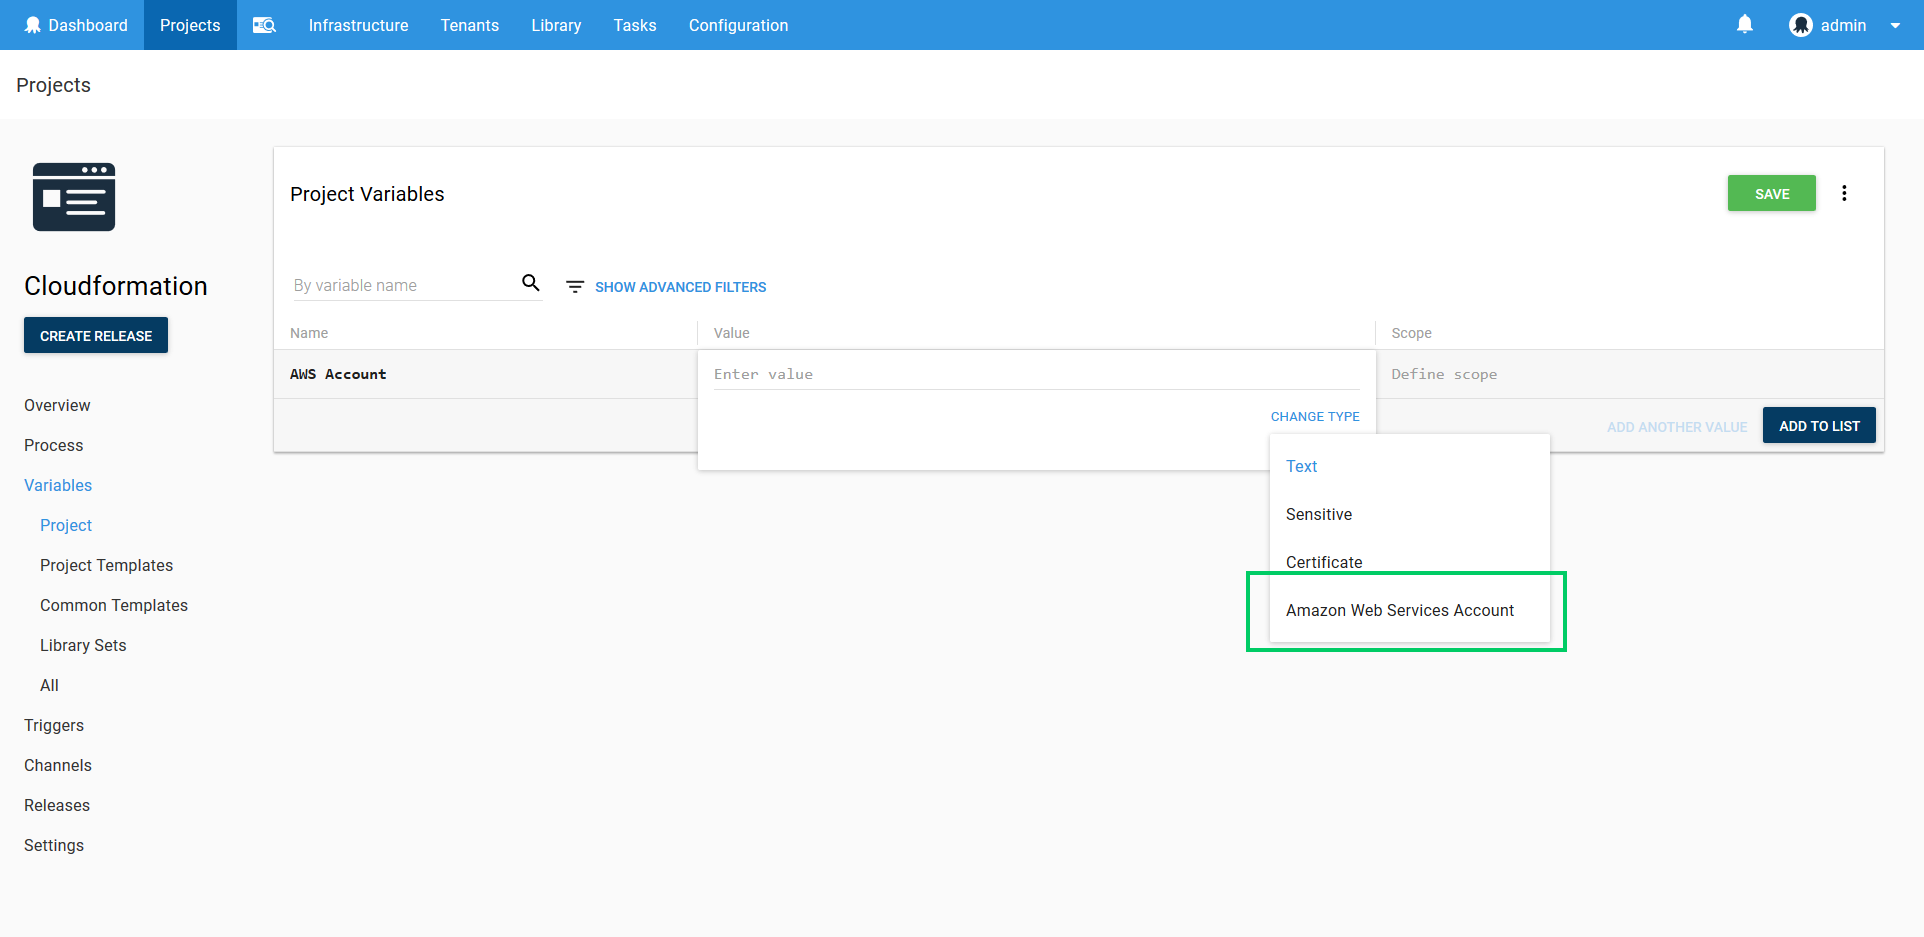 Dashboard Projects Infrastructure Tenants Library Tasks Configuration admin
Projects
Project Variables SAVE
Cloudformation
By variable name SHOW ADVANCED FILTERS
CREATE RELEASE
Name Value Scope
AWS Account Enter value Define scope
CHANGE TYPE
ADD ANOTHER VALUE ADD TO LIST
Text
Sensitive
Certificate
Amazon Web Services Account
Overview
Process
Variables
Project
Project Templates
Common Templates
Library Sets
All
Triggers
Channels
Releases
Settings